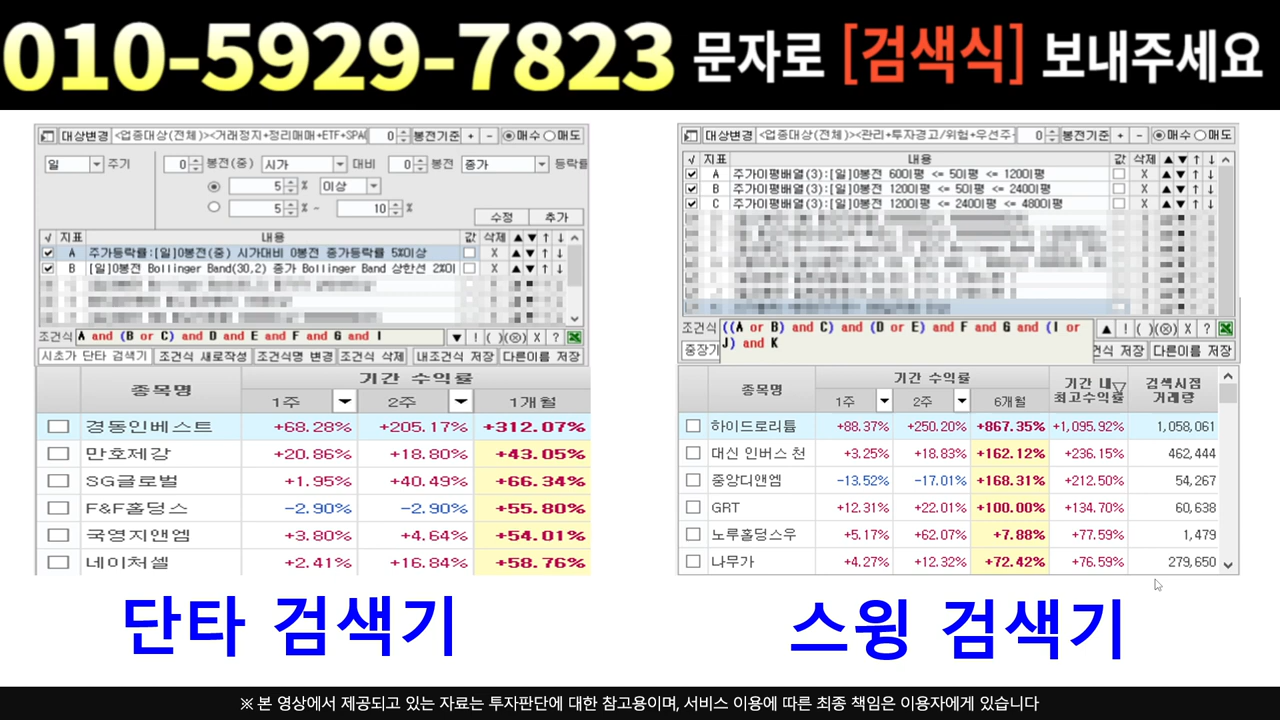 010-5929-7823 문자로 [검색식] 보내주세요
대상변경 <업종대상(전체)><거래정지+정리매매+ETF+SPA 0 봉전기준 + - 매수 매도
일 주기 0 봉전(중) 시가 대비 0 봉전 종가 등락률
5 % 이상
5 % - 10 %
수정 추가
√ 지표 내용 값 삭제 ▲ ▼ ↑ ↓
A 주가등락률:[일]0봉전(중) 시가대비 0봉전 종가등락률 5%이상 X ▲ ▼ ↑ ↓
B [일]0봉전 Bollinger Band(30,2) 종가 Bollinger Band 상한선 2%이 X ▲ ▼ ↑ ↓
조건식 A and (B or C) and D and E and F and G and I ▼ ! ( ) (⊗) X ?
시초가 단타 검색기 조건식 새로작성 조건식명 변경 조건식 삭제 내조건식 저장 다른이름 저장
종목명 기간 수익률
1주 ▼ 2주 ▼ 1개월
경동인베스트 +68.28% +205.17% +312.07%
만호제강 +20.86% +18.80% +43.05%
SG글로벌 +1.95% +40.49% +66.34%
F&F홀딩스 -2.90% -2.90% +55.80%
국영지앤엠 +3.80% +4.64% +54.01%
네이처셀 +2.41% +16.84% +58.76%
단타 검색기
대상변경 <업종대상(전체)><관리+투자경고/위험+우선주+ 0 봉전기준 + - 매수 매도
√ 지표 내용 값 삭제 ▲ ▼ ↑ ↓
A 주가이평배열(3):[일]0봉전 60이평 <= 5이평 <= 120이평 X ▲ ▼ ↑ ↓
B 주가이평배열(3):[일]0봉전 120이평 <= 5이평 <= 240이평 X ▲ ▼ ↑ ↓
C 주가이평배열(3):[일]0봉전 120이평 <= 240이평 <= 480이평 X ▲ ▼ ↑ ↓
조건식 ((A or B) and C) and (D or E) and F and G and (I or ▲ ! ( ) (⊗) X ?
중장기 J) and K 건식 저장 다른이름 저장
종목명 기간 수익률 기간 내 최고수익률 검색시점 거래량
1주 ▼ 2주 ▼ 6개월
하이드로리튬 +88.37% +250.20% +867.35% +1,095.92% 1,058,061
대신 인버스 천 +3.25% +18.83% +162.12% +236.15% 462,444
중앙디앤엠 -13.52% -17.01% +168.31% +212.50% 54,267
GRT +12.31% +22.01% +100.00% +134.70% 60,638
노루홀딩스우 +5.17% +62.07% +7.88% +77.59% 1,479
나무가 +4.27% +12.32% +72.42% +76.59% 279,650
스윙 검색기
※ 본 영상에서 제공되고 있는 자료는 투자판단에 대한 참고용이며, 서비스 이용에 따른 최종 책임은 이용자에게 있습니다